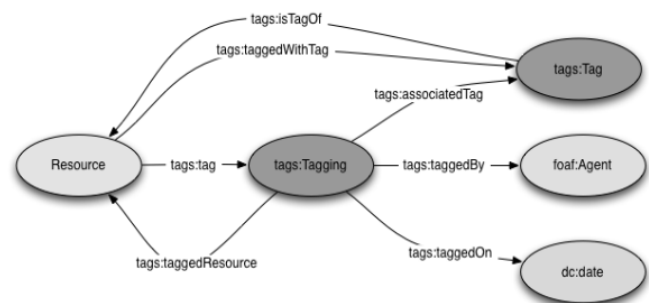 tags:isTagOf
tags:taggedWithTag
tags:Tag
tags:associatedTag
Resource
tags:tag
tags:Tagging
tags:taggedBy
foaf:Agent
tags:taggedOn
tags:taggedResource
dc:date